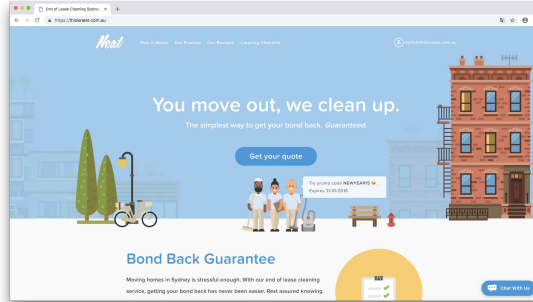 End of Lease Cleaning Sydney
https://thisisneat.com.au
Neat
How It Works Our Promise Our Reviews Cleaning Checklist
hello@thisisneat.com.au
You move out, we clean up.
The simplest way to get your bond back. Guaranteed.
Get your quote
Try promo code NEWYEAR15
Expires 31/01/2019
Bond Back Guarantee
Moving homes in Sydney is stressful enough. With our end of lease cleaning
service, getting your bond back has never been easier. Rest assured knowing
Chat With Us